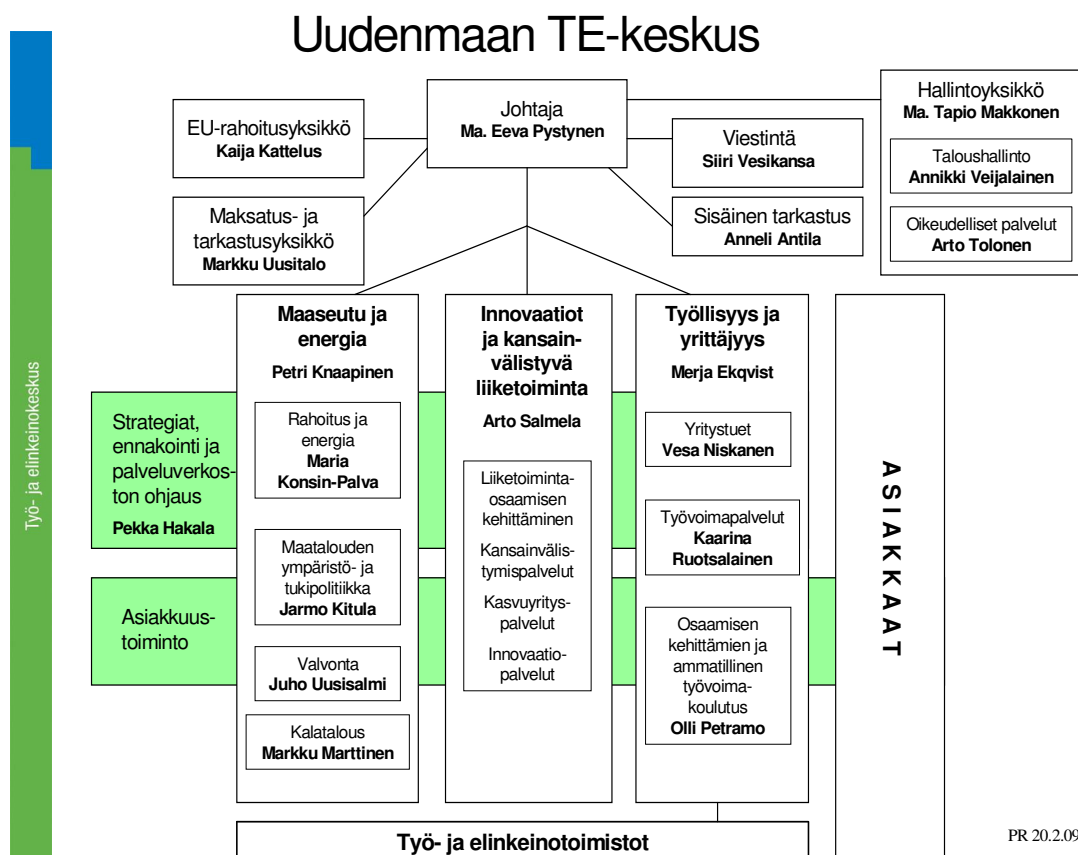 Uudenmaan TE-keskus
Työ- ja elinkeinokeskus
EU-rahoitusyksikkö
Kaija Kattelus
Johtaja
Ma. Eeva Pystynen
Hallintoyksikkö
Ma. Tapio Makkonen
Viestintä
Siiri Vesikansa
Taloushallinto
Annikki Veijalainen
Maksatus- ja
tarkastusyksikkö
Markku Uusitalo
Sisäinen tarkastus
Anneli Antila
Oikeudelliset palvelut
Arto Tolonen
Maaseutu ja
energia
Petri Knaapinen
Rahoitus ja
energia
Maria
Konsin-Palva
Maatalouden
ympäristö- ja
tukipolitiikka
Jarmo Kitula
Valvonta
Juho Uusisalmi
Kalatalous
Markku Marttinen
Innovaatiot
ja kansain-
välistyvä
liiketoiminta
Arto Salmela
Liiketoiminta-
osaamisen
kehittäminen
Kansainvälis-
tymispalvelut
Kasvuyritys-
palvelut
Innovaatio-
palvelut
Työllisyys ja
yrittäjyys
Merja Ekqvist
Yritystuet
Vesa Niskanen
Työvoimapalvelut
Kaarina
Ruotsalainen
Osaamisen
kehittämien ja
ammatillinen
työvoima-
koulutus
Olli Petramo
Strategiat,
ennakointi ja
palveluverkos-
ton ohjaus
Pekka Hakala
Asiakkuus-
toiminto
ASIAKKAAT
Työ- ja elinkeinotoimistot
PR 20.2.09